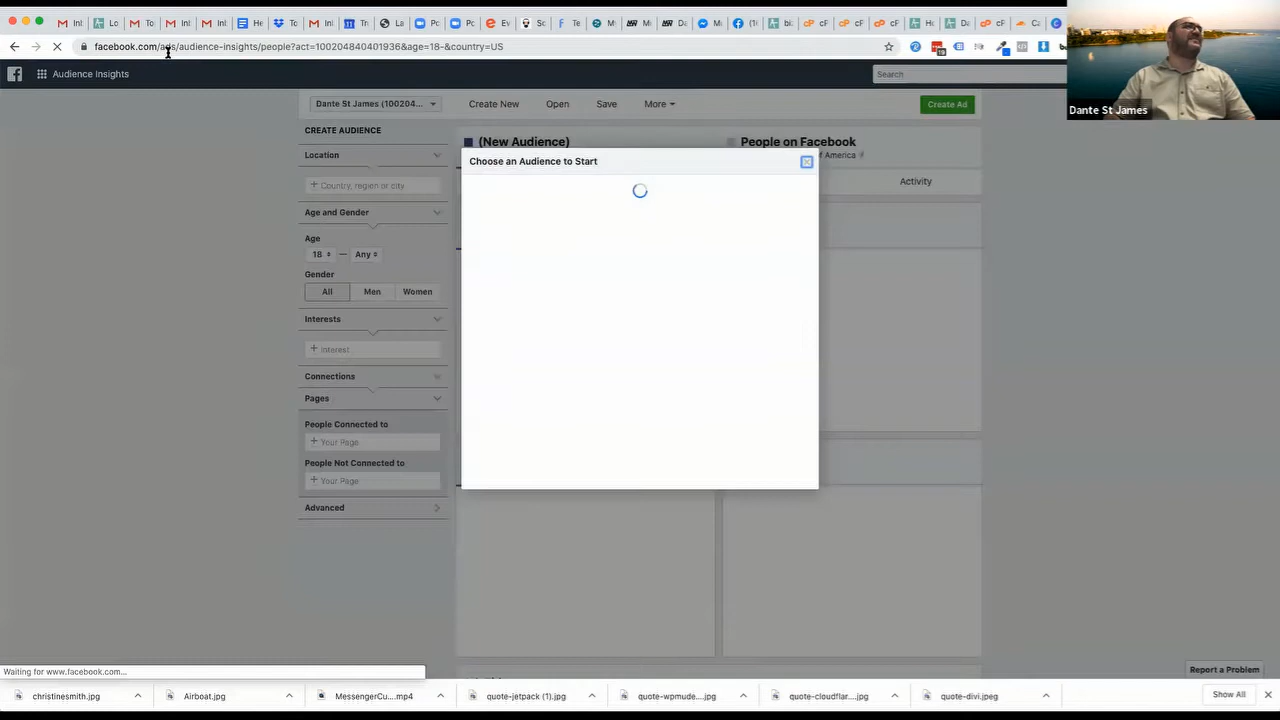 facebook.com/ads/audience-insights/people?act=10020⁠4840401936&age=18-&country=US
Audience Insights
Search
Dante St James
Dante St James (100204...
Create New
Open
Save
More
Create Ad
CREATE AUDIENCE
(New Audience)
People on Facebook
Location
Choose an Audience to Start
of America
+ Country, region or city
Activity
Age and Gender
Age
18 — Any
Gender
All
Men
Women
Interests
+ Interest
Connections
Pages
People Connected to
+ Your Page
People Not Connected to
+ Your Page
Advanced
Report a Problem
Waiting for www.facebook.com...
christinesmith.jpg
Airboat.jpg
MessengerCu....mp4
quote-jetpack (1).jpg
quote-wpmude....jpg
quote-cloudflar....jpg
quote-divi.jpeg
Show All